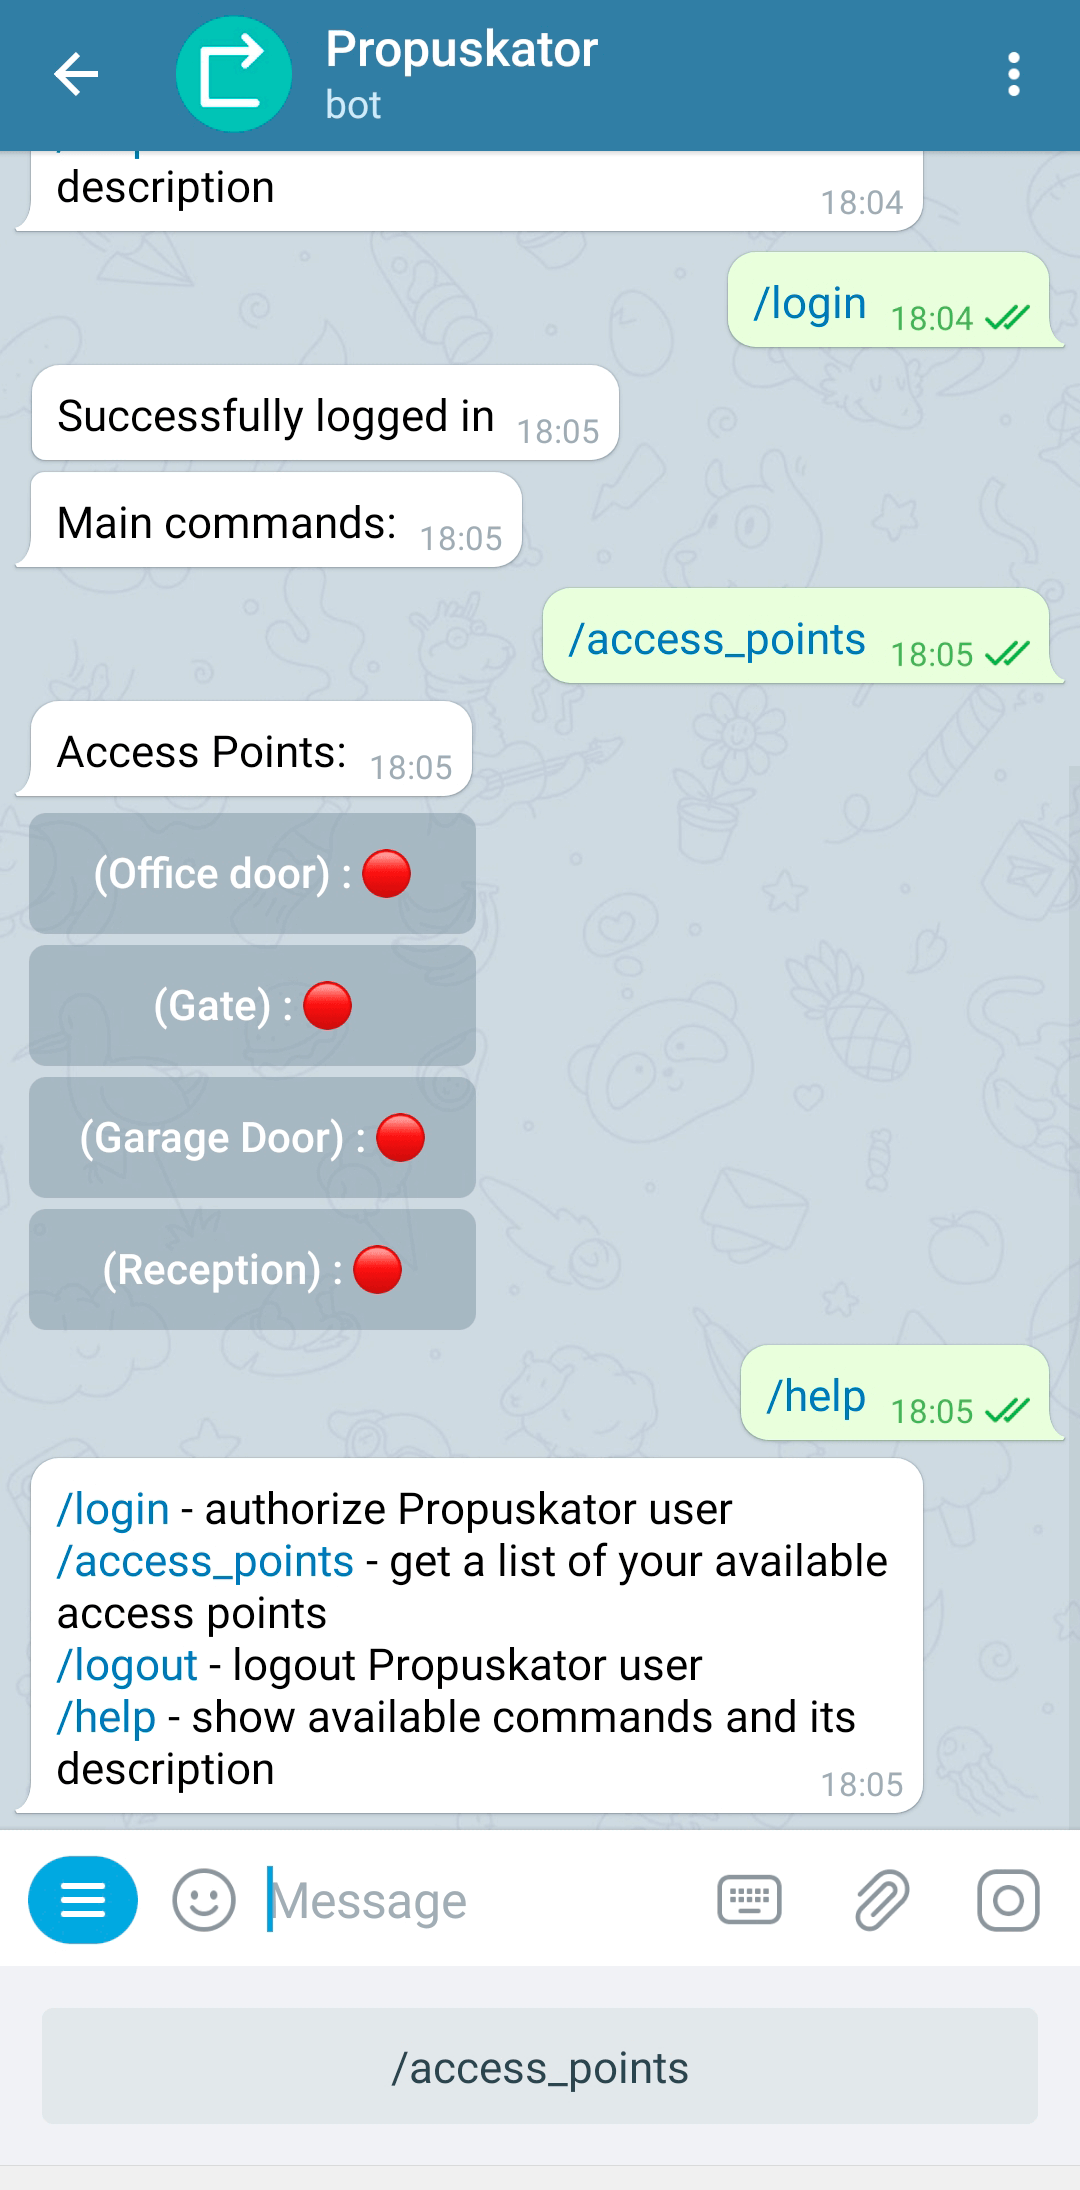 Propuskator
bot
description
18:04
/login 18:04
Successfully logged in 18:05
Main commands: 18:05
/access_points 18:05
Access Points: 18:05
(Office door) :
(Gate) :
(Garage Door) :
(Reception) :
/help 18:05
/login - authorize Propuskator user
/access_points - get a list of your available
access points
/logout - logout Propuskator user
/help - show available commands and its
description
18:05
Message
/access_points